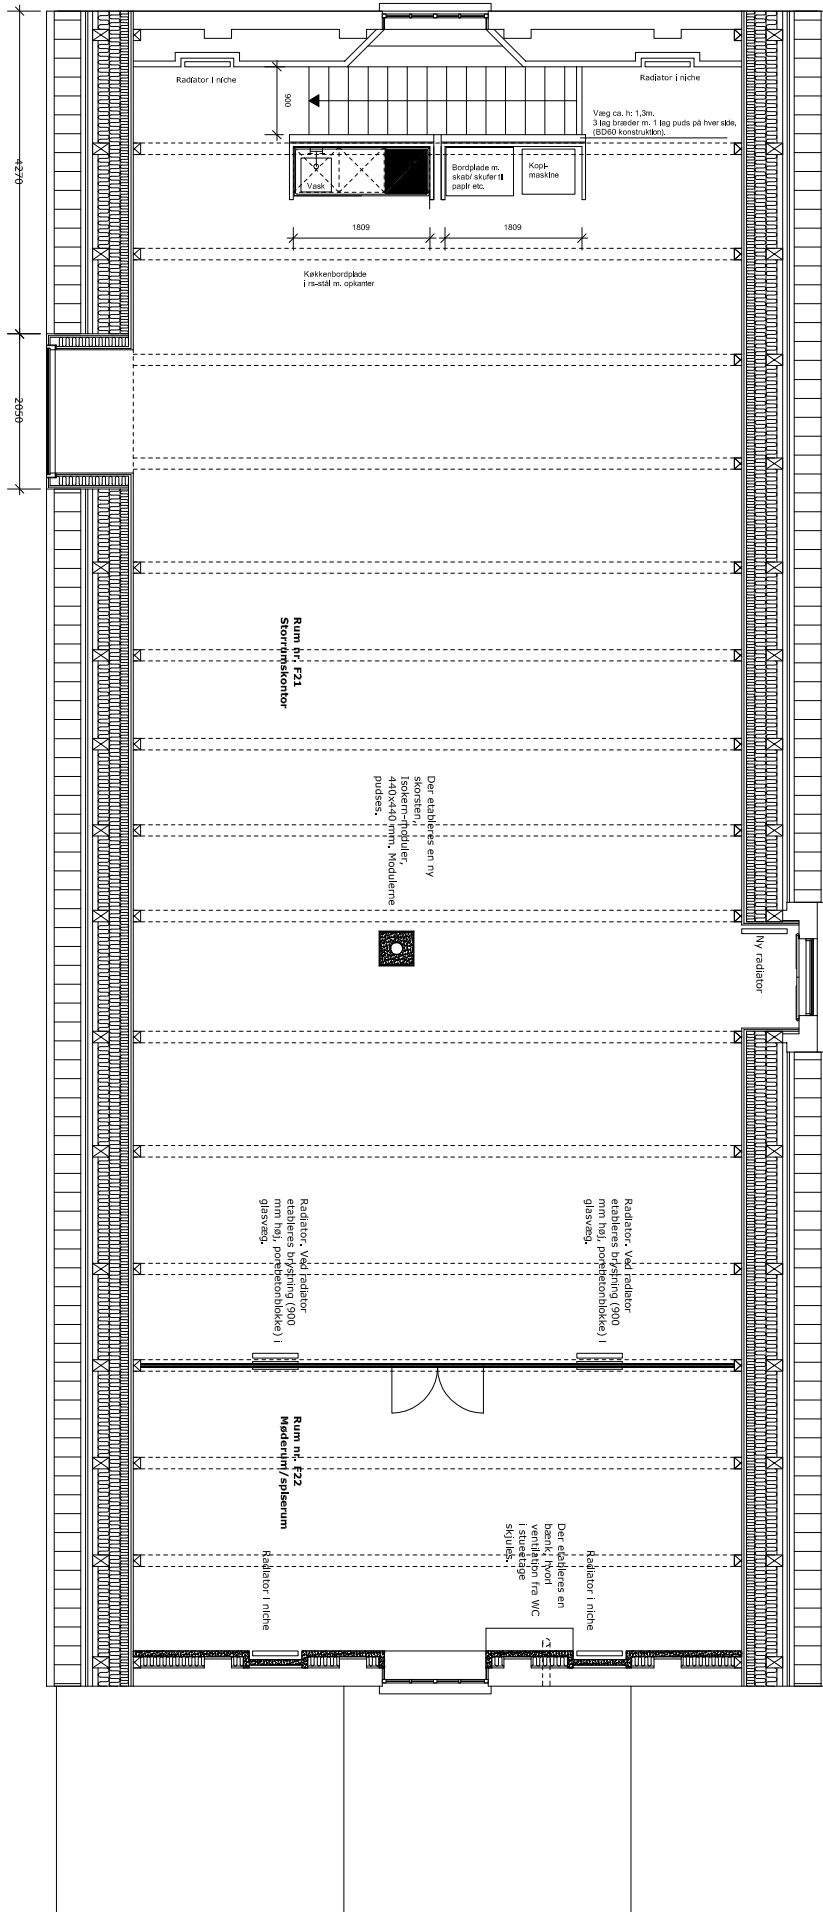 Radiator i niche
Radiator i niche
900
Væg ca. h: 1,3m.
3 lag bræder m. 1 lag puds på hver side,
(BD60 konstruktion).
Vask
Bordplade m.
skab/ skufer til
papir etc.
Kopi-
maskine
1809
1809
Køkkenbordplade
i rs-stål m. opkanter
4270
2050
Rum nr. F21
Storrumskontor
Der etableres en ny
skorsten,
Isokern-moduler,
440x440 mm. Modulerne
pudses.
Ny radiator
Radiator. Ved radiator
etableres brystning (900
mm høj, porebetonblokke) i
glasvæg.
Radiator. Ved radiator
etableres brystning (900
mm høj, porebetonblokke) i
glasvæg.
Rum nr. F22
Møderum/spiserum
Der etableres en
bænk, hvori
ventilation fra WC
i stueetage
skjules.
Radiator i niche
Radiator i niche